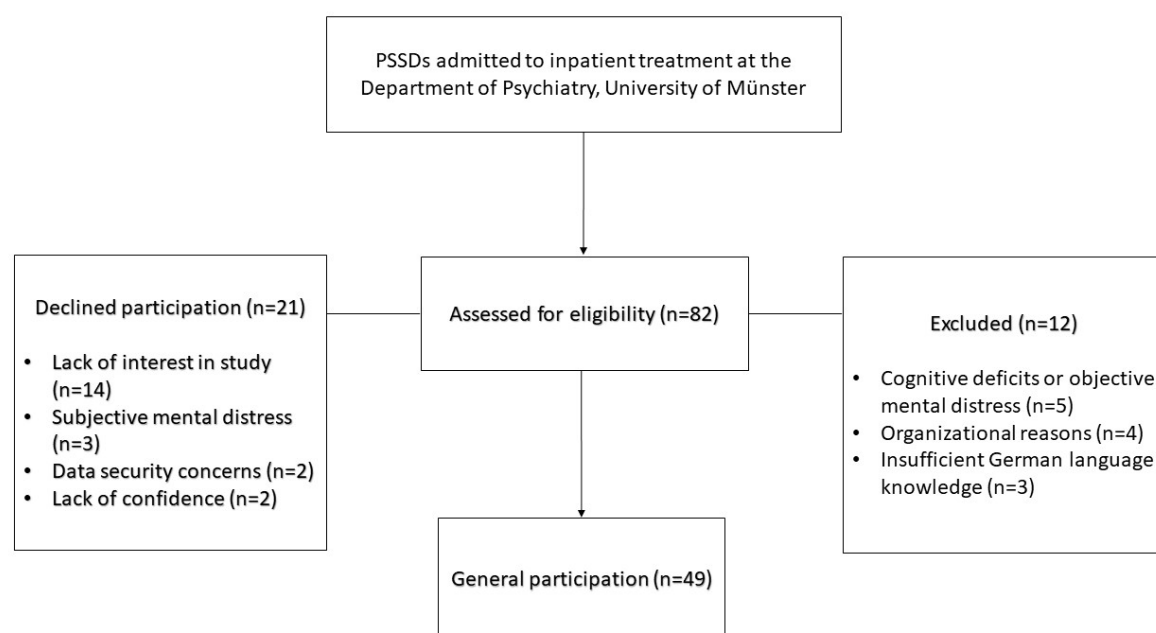 PSSDs admitted to inpatient treatment at the
Department of Psychiatry, University of Münster
Declined participation (n=21)
• Lack of interest in study
(n=14)
• Subjective mental distress
(n=3)
• Data security concerns (n=2)
• Lack of confidence (n=2)
Assessed for eligibility (n=82)
Excluded (n=12)
• Cognitive deficits or objective
mental distress (n=5)
• Organizational reasons (n=4)
• Insufficient German language
knowledge (n=3)
General participation (n=49)